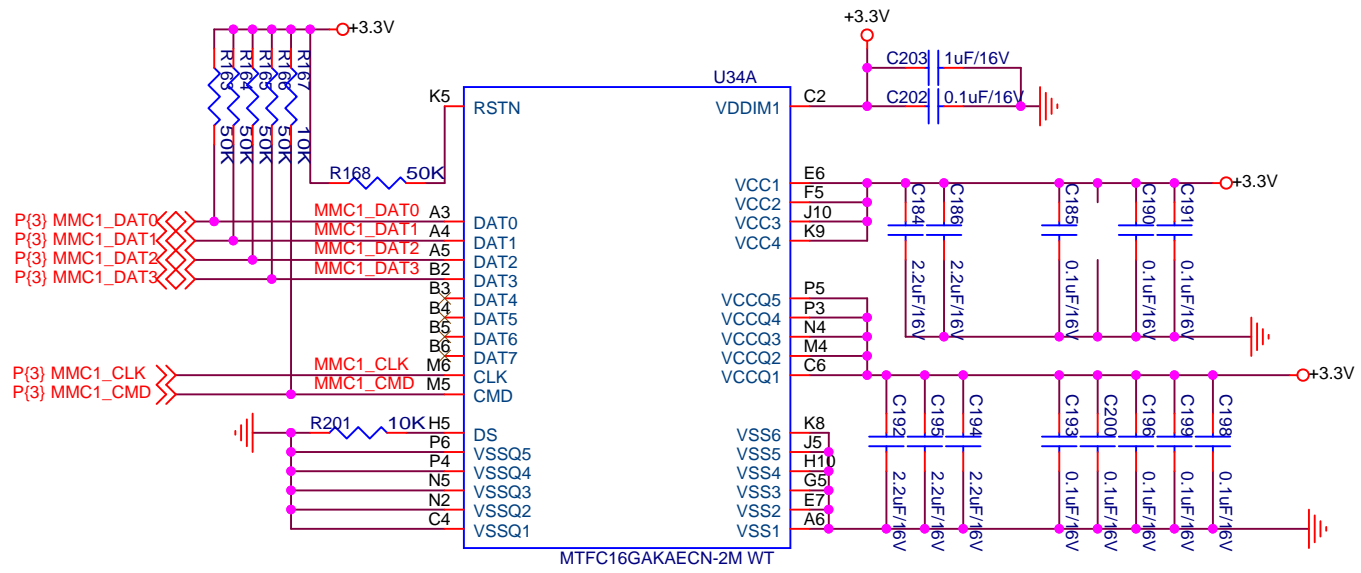 +3.3V
R163 50K
R164 50K
R165 50K
R166 50K
R167 10K
R168 50K
K5 RSTN
P{3} MMC1_DAT0 MMC1_DAT0 A3 DAT0
P{3} MMC1_DAT1 MMC1_DAT1 A4 DAT1
P{3} MMC1_DAT2 MMC1_DAT2 A5 DAT2
P{3} MMC1_DAT3 MMC1_DAT3 B2 DAT3
B3 DAT4
B4 DAT5
B5 DAT6
B6 DAT7
P{3} MMC1_CLK MMC1_CLK M6 CLK
P{3} MMC1_CMD MMC1_CMD M5 CMD
R201 10K H5 DS
P6 VSSQ5
P4 VSSQ4
N5 VSSQ3
N2 VSSQ2
C4 VSSQ1
U34A
MTFC16GAKAECN-2M WT
+3.3V
C203 1uF/16V
C202 0.1uF/16V
VDDIM1 C2
VCC1 E6
VCC2 F5
VCC3 J10
VCC4 K9
+3.3V
C184 2.2uF/16V
C186 2.2uF/16V
C185 0.1uF/16V
C190 0.1uF/16V
C191 0.1uF/16V
VCCQ5 P5
VCCQ4 P3
VCCQ3 N4
VCCQ2 M4
VCCQ1 C6
+3.3V
C192 2.2uF/16V
C195 2.2uF/16V
C194 2.2uF/16V
C193 0.1uF/16V
C200 0.1uF/16V
C196 0.1uF/16V
C199 0.1uF/16V
C198 0.1uF/16V
VSS6 K8
VSS5 J5
VSS4 H10
VSS3 G5
VSS2 E7
VSS1 A6